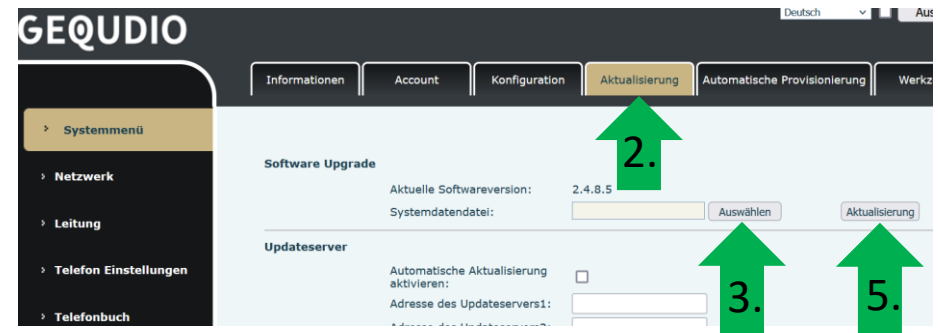 GEQUDIO
Deutsch
Informationen Account Konfiguration Aktualisierung Automatische Provisionierung
Systemmenü
Netzwerk
Leitung
Telefon Einstellungen
Telefonbuch
2.
Software Upgrade
Aktuelle Softwareversion: 2.4.8.5
Systemdatendatei: Auswählen Aktualisierung
Updateserver
Automatische Aktualisierung
aktivieren:
Adresse des Updateservers1:
3. 5.